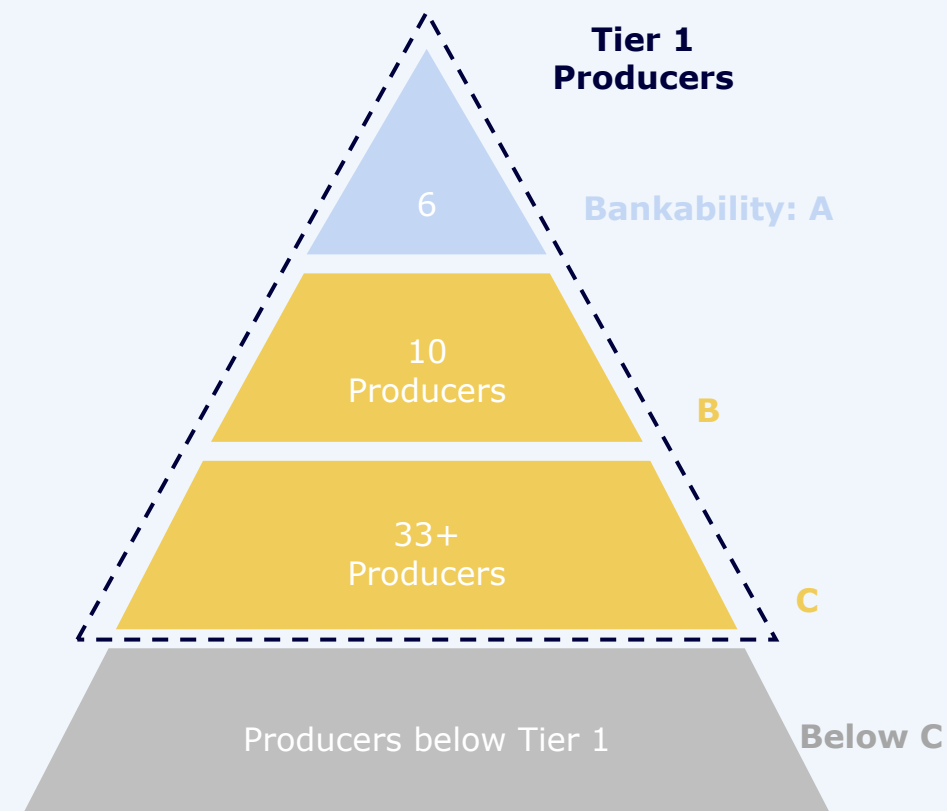 Tier 1
Producers
6
Bankability: A
10
Producers
B
33+
Producers
C
Producers below Tier 1
Below C